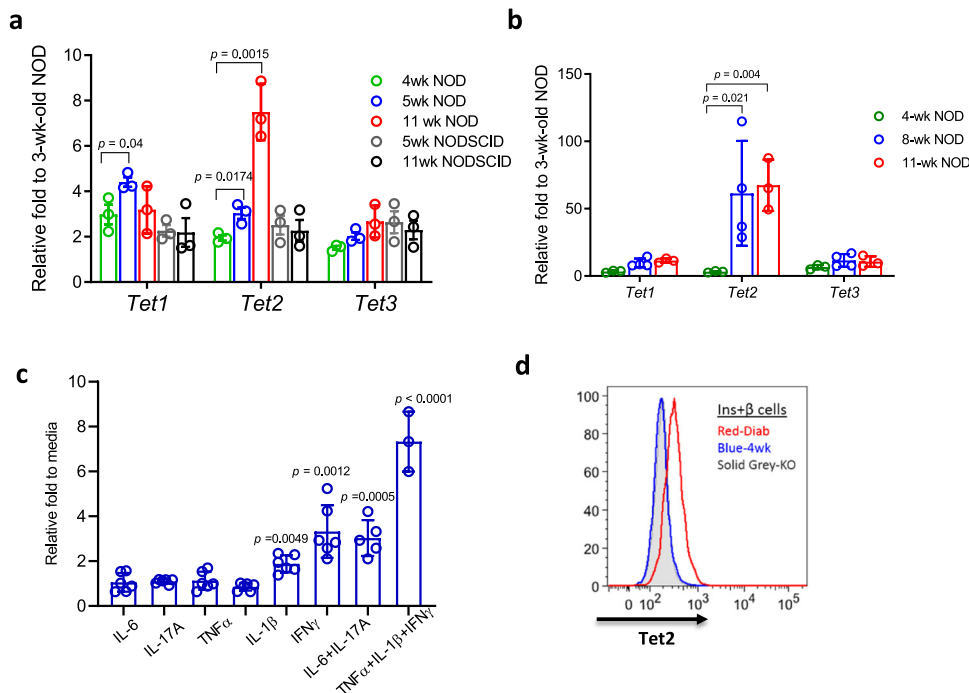 a
Relative fold to 3-wk-old NOD
10
8
6
4
2
0
p = 0.04
p = 0.0015
p = 0.0174
4wk NOD
5wk NOD
11 wk NOD
5wk NODSCID
11wk NODSCID
Tet1
Tet2
Tet3
b
Relative fold to 3-wk-old NOD
150
100
50
0
p = 0.004
p = 0.021
4-wk NOD
8-wk NOD
11-wk NOD
Tet1
Tet2
Tet3
c
Relative fold to media
10
8
6
4
2
0
p =0.0049
p = 0.0012
p =0.0005
p < 0.0001
IL-6
IL-17A
TNFα
IL-1β
IFNγ
IL-6+IL-17A
TNFα+IL-1β+IFNγ
d
100
80
60
40
20
0
Ins+β cells
Red-Diab
Blue-4wk
Solid Grey-KO
0 10² 10³ 10⁴ 10⁵
Tet2